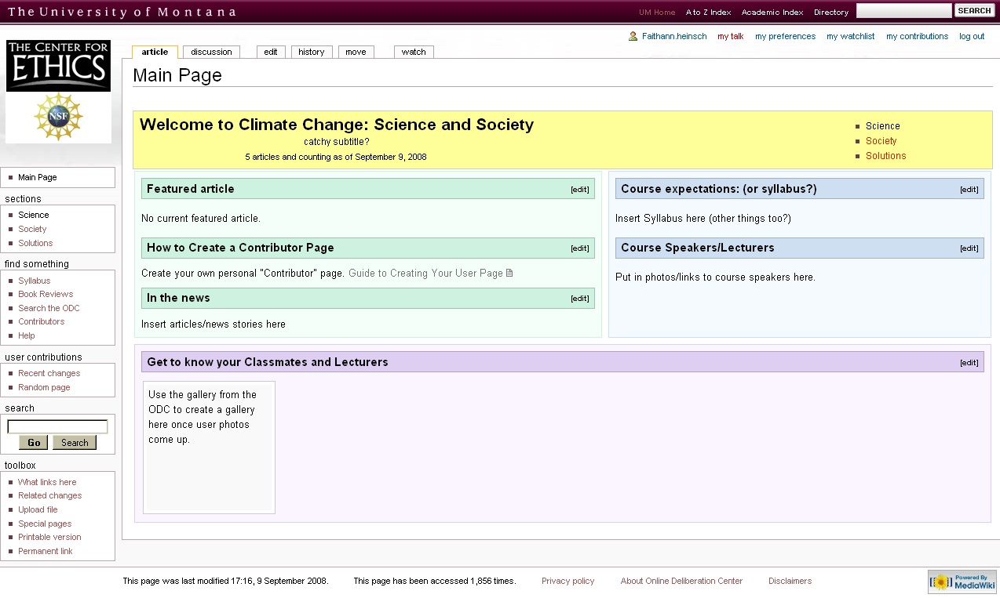 The University of Montana
UM Home A to Z Index Academic Index Directory SEARCH
Faithann.heinsch my talk my preferences my watchlist my contributions log out
THE CENTER FOR
ETHICS
NSF
article discussion edit history move watch
Main Page
Welcome to Climate Change: Science and Society
catchy subtitle?
5 articles and counting as of September 9, 2008
Science
Society
Solutions
Main Page
sections
Science
Society
Solutions
find something
Syllabus
Book Reviews
Search the ODC
Contributors
Help
user contributions
Recent changes
Random page
search
Go Search
toolbox
What links here
Related changes
Upload file
Special pages
Printable version
Permanent link
Featured article [edit]
No current featured article.
How to Create a Contributor Page [edit]
Create your own personal "Contributor" page. Guide to Creating Your User Page
In the news [edit]
Insert articles/news stories here
Course expectations: (or syllabus?) [edit]
Insert Syllabus here (other things too?)
Course Speakers/Lecturers [edit]
Put in photos/links to course speakers here.
Get to know your Classmates and Lecturers [edit]
Use the gallery from the
ODC to create a gallery
here once user photos
come up.
This page was last modified 17:16, 9 September 2008. This page has been accessed 1,856 times. Privacy policy About Online Deliberation Center Disclaimers
Powered By
MediaWiki